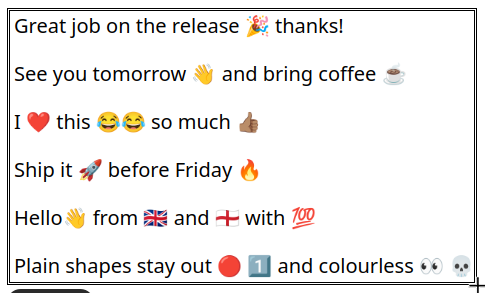 Great job on the release 🎉 thanks!
See you tomorrow 👋 and bring coffee ☕
I ❤️ this 😂😂 so much 👍🏽
Ship it 🚀 before Friday 🔥
Hello👋 from 🇬🇧 and 🏴󠁧󠁢󠁥󠁮󠁧󠁿 with 💯
Plain shapes stay out 🔴 1️⃣ and colourless 👀 💀